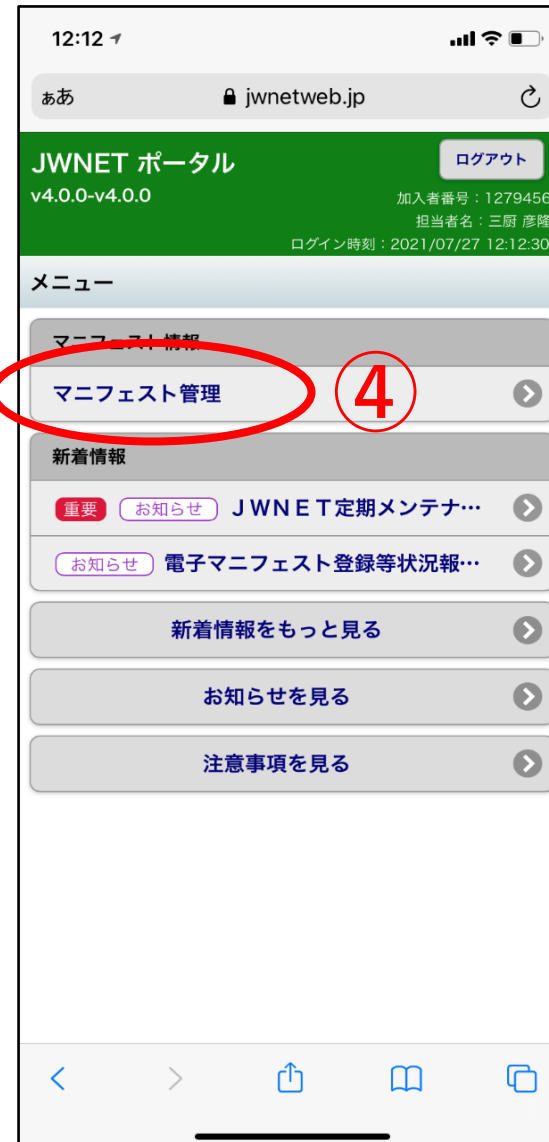 12:12
ぁあ jwnetweb.jp
JWNET ポータル ログアウト
v4.0.0-v4.0.0 加入者番号：1279456
担当者名：三厨 彦隆
ログイン時刻：2021/07/27 12:12:30
メニュー
マニフェスト情報
マニフェスト管理 ④
新着情報
重要 お知らせ ＪＷＮＥＴ定期メンテナ…
お知らせ 電子マニフェスト登録等状況報…
新着情報をもっと見る
お知らせを見る
注意事項を見る